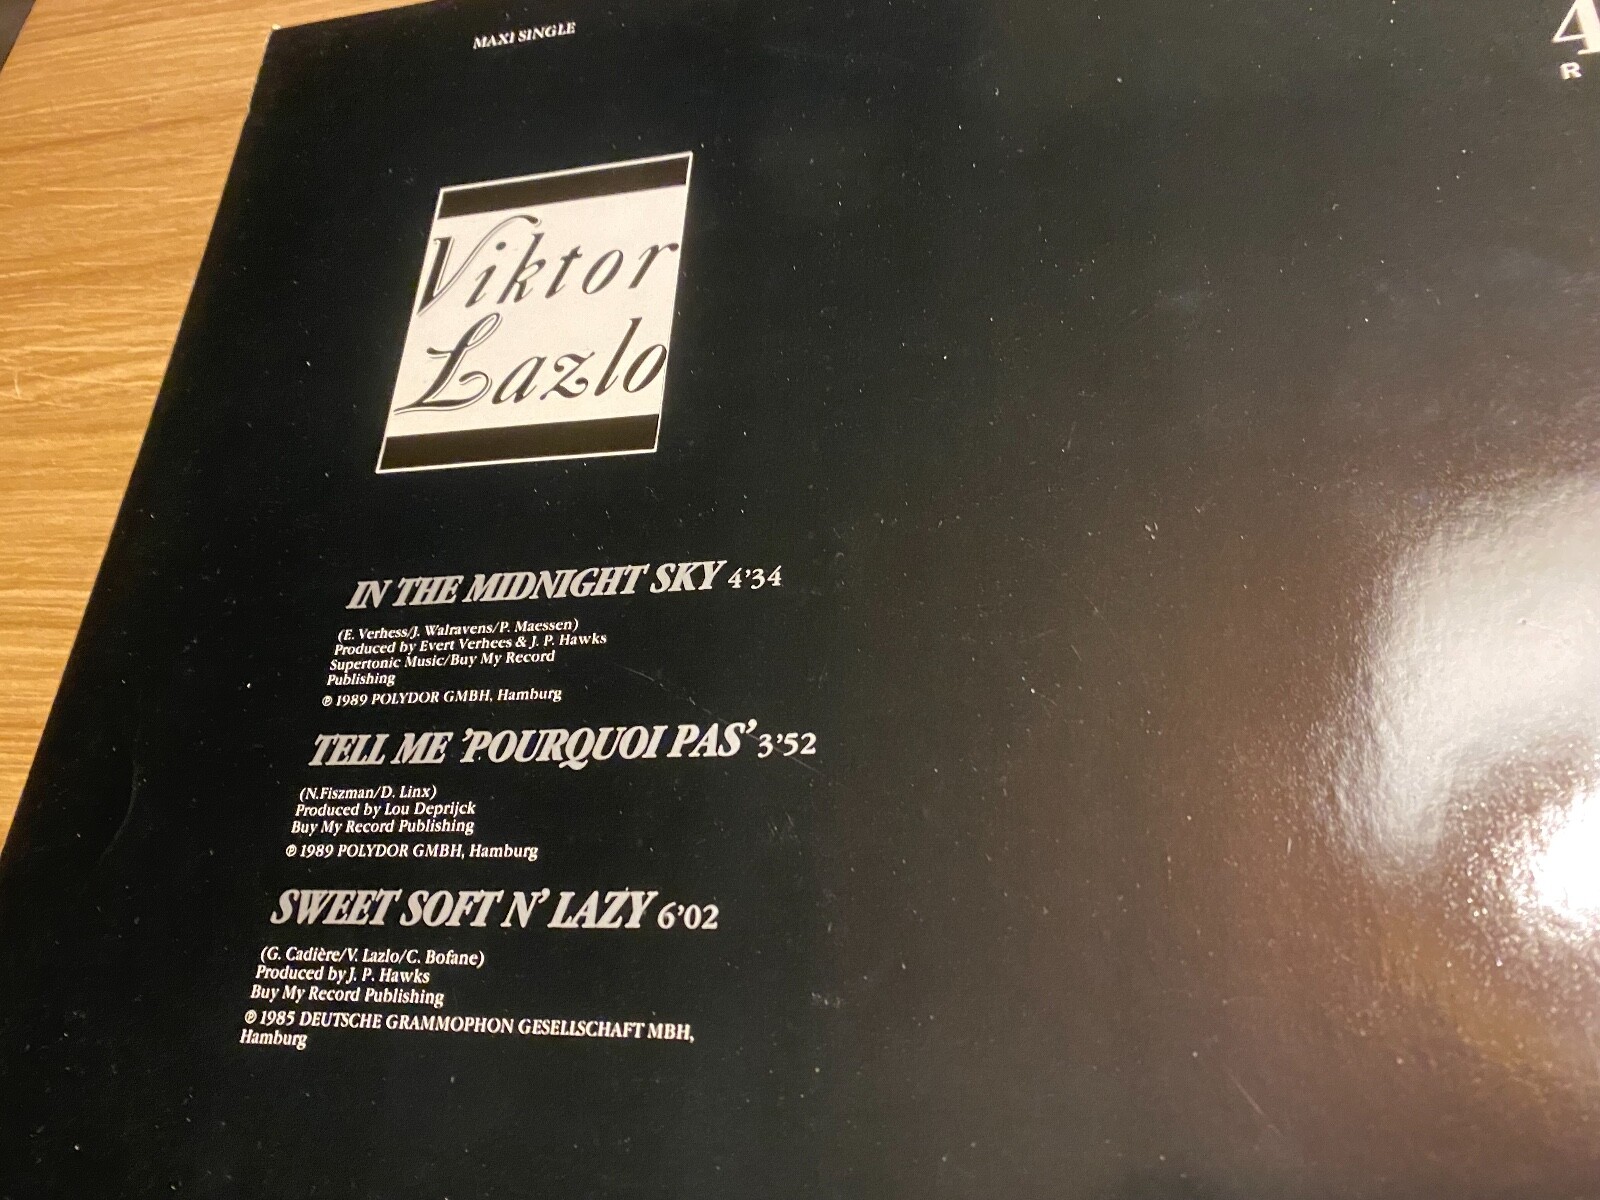 MAXI SINGLE
4
R
Viktor
Lazlo
IN THE MIDNIGHT SKY 4'34
(E. Verhess/J. Walravens/P. Maessen)
Produced by Evert Verhees & J. P. Hawks
Supertonic Music/Buy My Record
Publishing
℗ 1989 POLYDOR GMBH, Hamburg
TELL ME 'POURQUOI PAS' 3'52
(N.Fiszman/D. Linx)
Produced by Lou Deprijck
Buy My Record Publishing
℗ 1989 POLYDOR GMBH, Hamburg
SWEET SOFT N' LAZY 6'02
(G. Cadière/V. Lazlo/C. Bofane)
Produced by J. P. Hawks
Buy My Record Publishing
℗ 1985 DEUTSCHE GRAMMOPHON GESELLSCHAFT MBH,
Hamburg